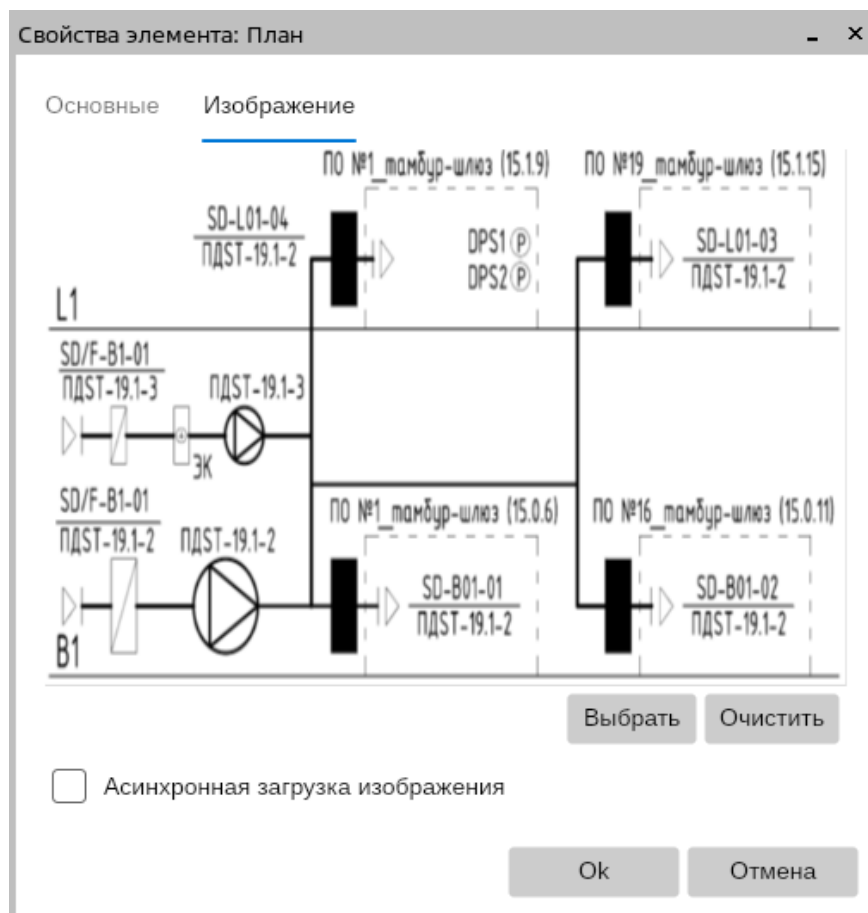 Свойства элемента: План
Основные Изображение
ПО №1_тамбур-шлюз (15.1.9) ПО №19_тамбур-шлюз (15.1.15)
SD-L01-04
ПДST-19.1-2
DPS1 P
DPS2 P
SD-L01-03
ПДST-19.1-2
L1
SD/F-B1-01
ПДST-19.1-3
ПДST-19.1-3
ЭК
SD/F-B1-01
ПДST-19.1-2
ПДST-19.1-2
ПО №1_тамбур-шлюз (15.0.6) ПО №16_тамбур-шлюз (15.0.11)
SD-B01-01
ПДST-19.1-2
SD-B01-02
ПДST-19.1-2
B1
Выбрать Очистить
Асинхронная загрузка изображения
Ok Отмена